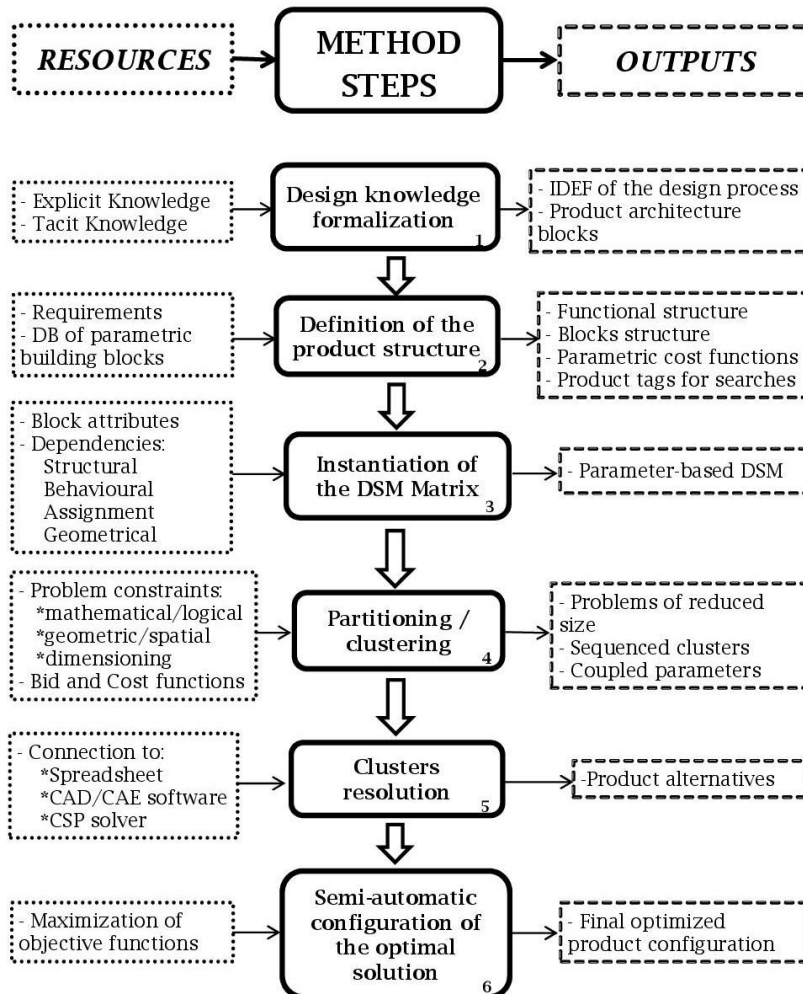 RESOURCES
METHOD
STEPS
OUTPUTS
- Explicit Knowledge
- Tacit Knowledge
Design knowledge
formalization
1
- IDEF of the design process
- Product architecture
blocks
- Requirements
- DB of parametric
building blocks
Definition of the
product structure
2
- Functional structure
- Blocks structure
- Parametric cost functions
- Product tags for searches
- Block attributes
- Dependencies:
Structural
Behavioural
Assignment
Geometrical
Instantiation of
the DSM Matrix
3
- Parameter-based DSM
- Problem constraints:
*mathematical/logical
*geometric/spatial
*dimensioning
- Bid and Cost functions
Partitioning /
clustering
4
- Problems of reduced
size
- Sequenced clusters
- Coupled parameters
- Connection to:
*Spreadsheet
*CAD/CAE software
*CSP solver
Clusters
resolution
5
-Product alternatives
- Maximization of
objective functions
Semi-automatic
configuration of
the optimal
solution
6
- Final optimized
product configuration